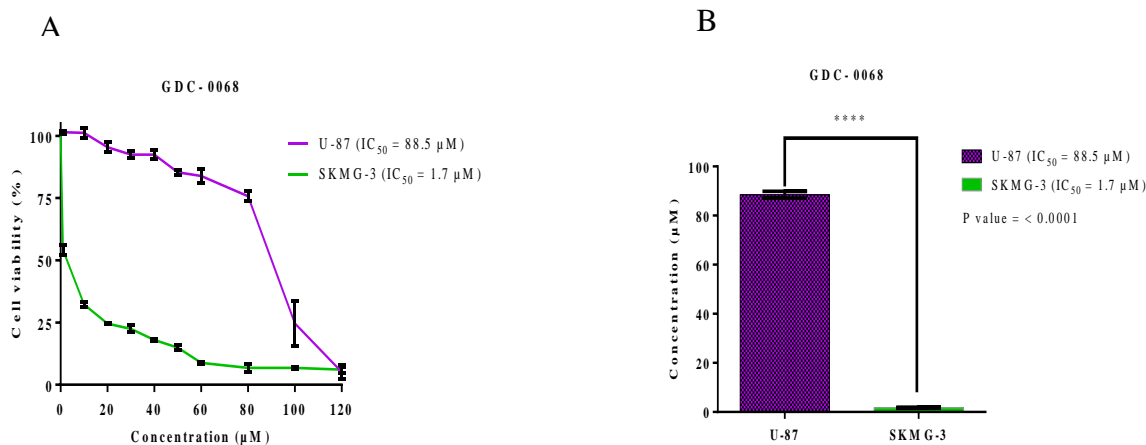 A
GDC-0068
100
75
50
25
0
Cell viability (%)
0 20 40 60 80 100 120
Concentration (µM)
U-87 (IC50 = 88.5 µM)
SKMG-3 (IC50 = 1.7 µM)
B
GDC-0068
****
100
80
60
40
20
0
Concentration (µM)
U-87 SKMG-3
U-87 (IC50 = 88.5 µM)
SKMG-3 (IC50 = 1.7 µM)
P value = < 0.0001